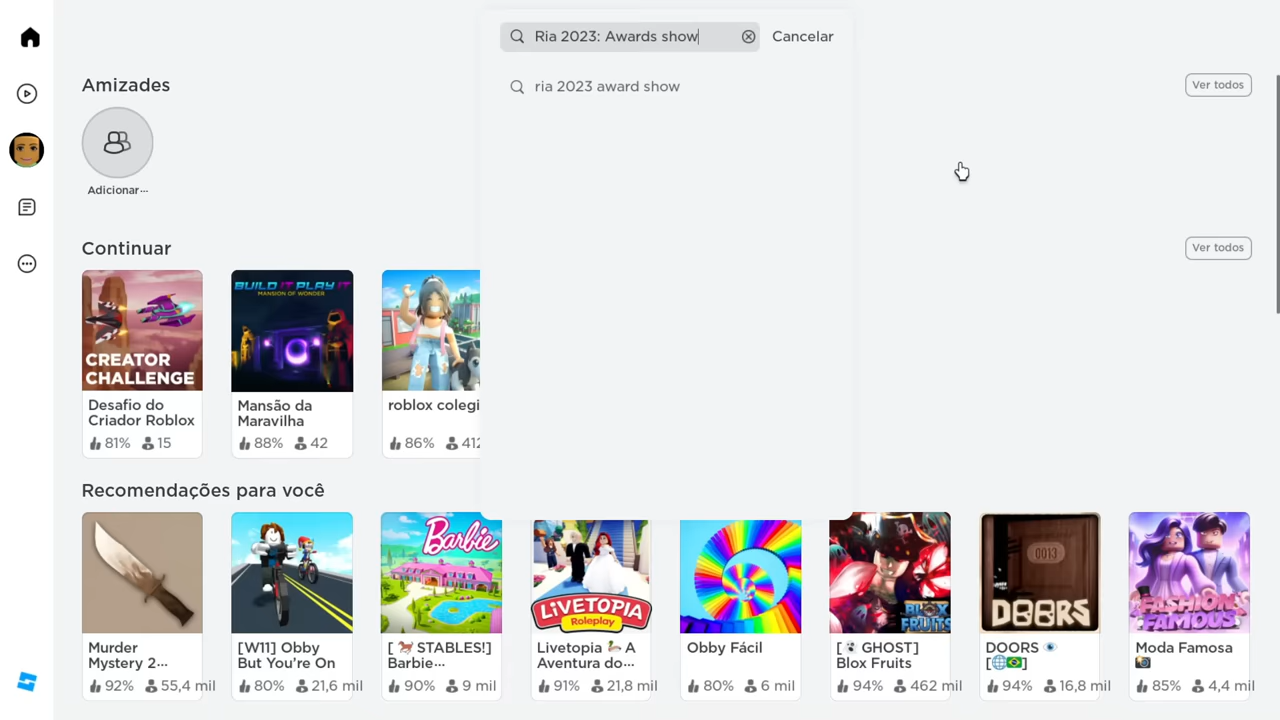 Ria 2023: Awards show
Cancelar
ria 2023 award show
Amizades
Ver todos
Adicionar...
Continuar
Ver todos
CREATOR
CHALLENGE
BUILD IT PLAY IT
MANSION OF WONDER
Desafio do
Criador Roblox
81% 15
Mansão da
Maravilha
88% 42
roblox colegi
86% 412
Recomendações para você
Barbie
LIVETOPIA
Roleplay
BLOX
FRUITS
0013
DOORS
FASHION
FAMOUS
Murder
Mystery 2...
92% 55,4 mil
[W11] Obby
But You're On
80% 21,6 mil
[🐎 STABLES!]
Barbie...
90% 9 mil
Livetopia 🦆 A
Aventura do...
91% 21,8 mil
Obby Fácil
80% 6 mil
[👻 GHOST]
Blox Fruits
94% 462 mil
DOORS 👁️
[🌐🇧🇷]
94% 16,8 mil
Moda Famosa
📸
85% 4,4 mil